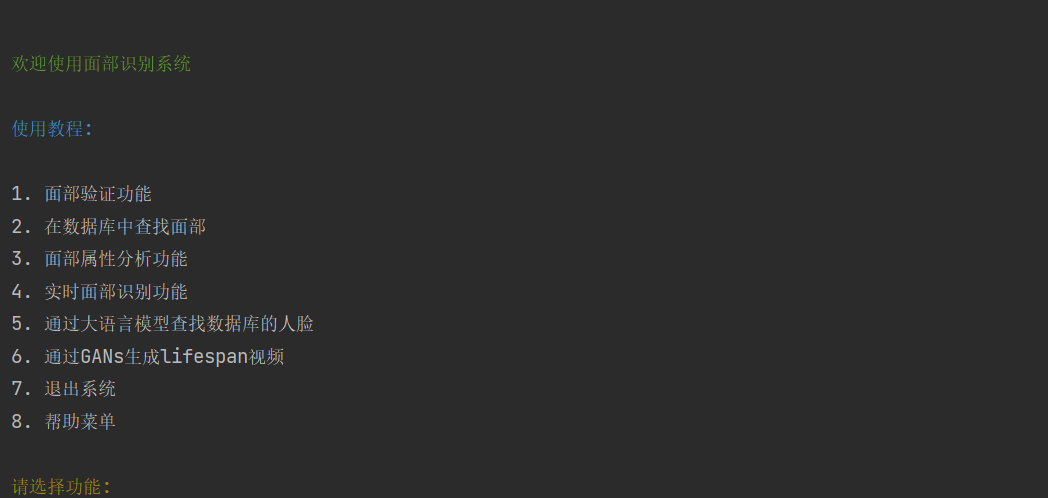 欢迎使用面部识别系统
使用教程:
1. 面部验证功能
2. 在数据库中查找面部
3. 面部属性分析功能
4. 实时面部识别功能
5. 通过大语言模型查找数据库的人脸
6. 通过GANs生成lifespan视频
7. 退出系统
8. 帮助菜单
请选择功能: